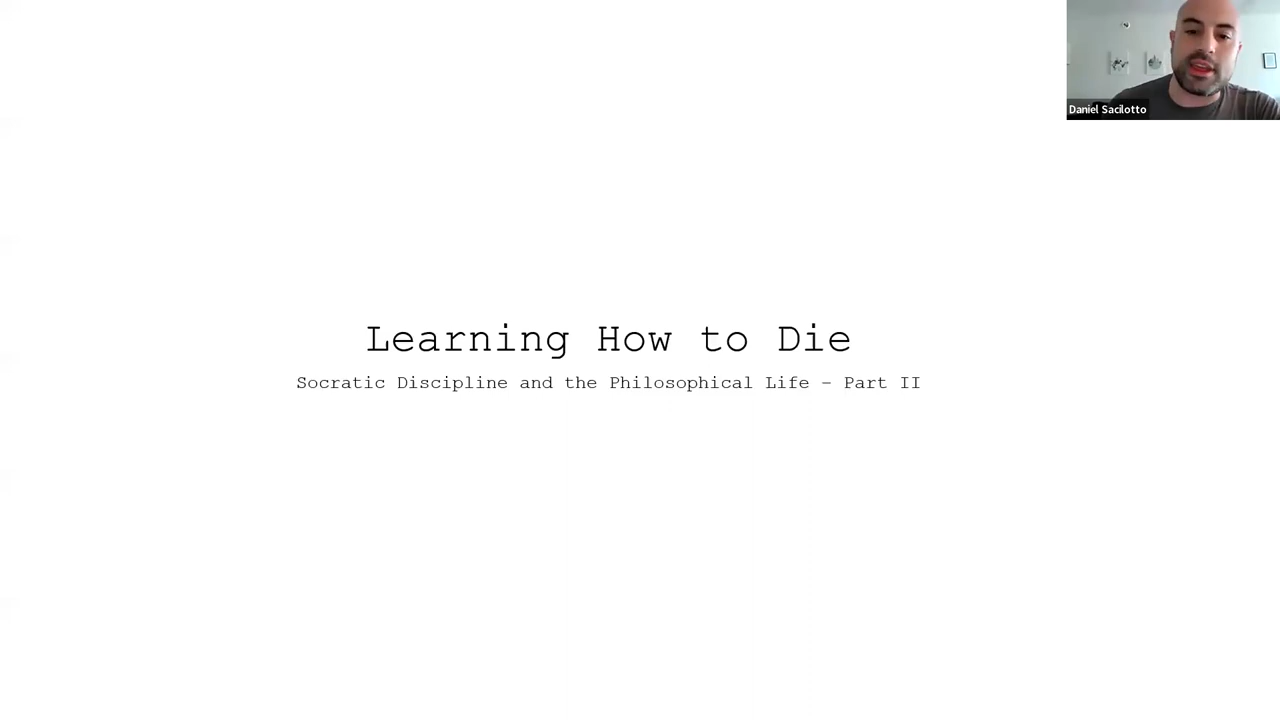 Daniel Sacilotto
Learning How to Die
Socratic Discipline and the Philosophical Life – Part II